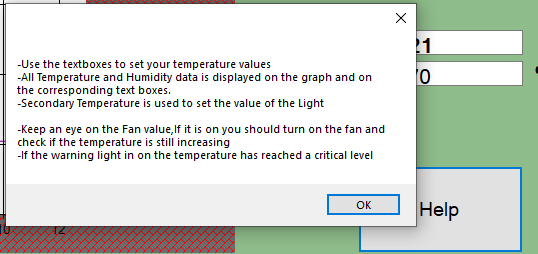 -Use the textboxes to set your temperature values
-All Temperature and Humidity data is displayed on the graph and on
the corresponding text boxes.
-Secondary Temperature is used to set the value of the Light
-Keep an eye on the Fan value,If it is on you should turn on the fan and
check if the temperature is still increasing
-If the warning light in on the temperature has reached a critical level
OK
21
70
Help
10 12